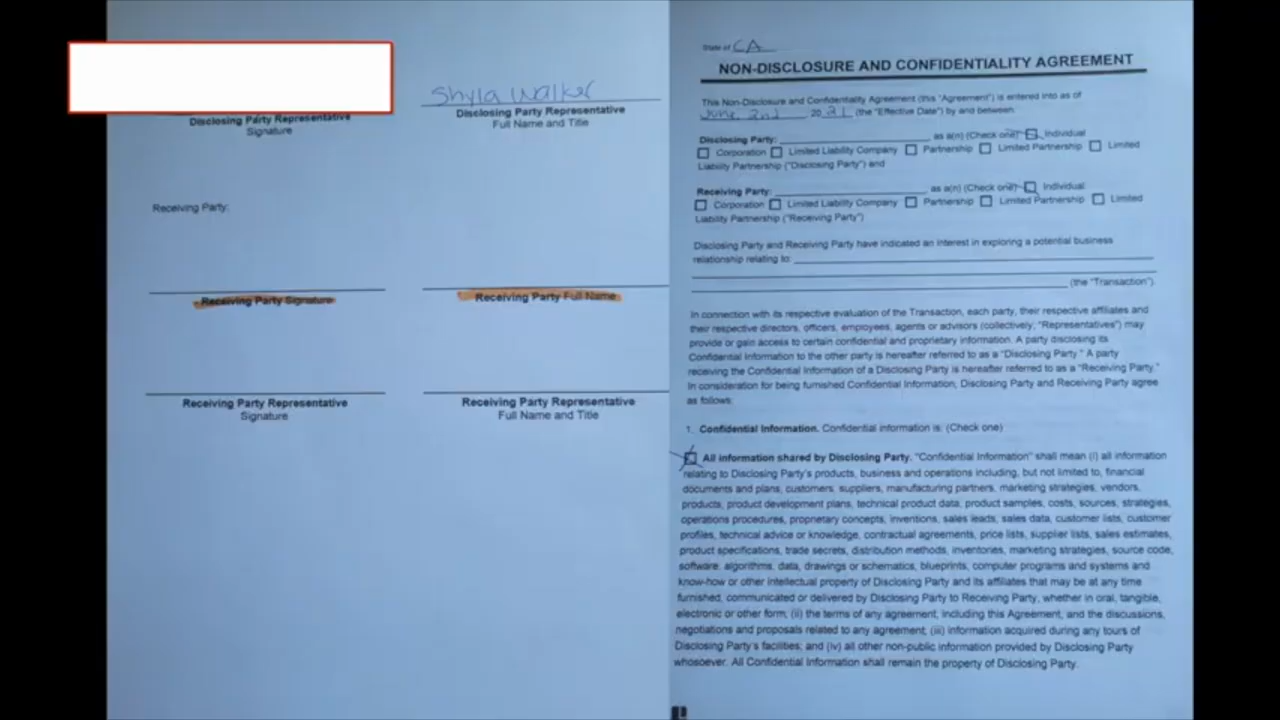 Shyla Walker
Disclosing Party Representative
Signature
Disclosing Party Representative
Full Name and Title
Receiving Party:
Receiving Party Signature
Receiving Party Full Name
Receiving Party Representative
Signature
Receiving Party Representative
Full Name and Title
State of CA
NON-DISCLOSURE AND CONFIDENTIALITY AGREEMENT
This Non-Disclosure and Confidentiality Agreement (this "Agreement") is entered into as of
June 2nd, 2021 (the "Effective Date") by and between:
Disclosing Party: as a(n) (Check one) Individual
Corporation Limited Liability Company Partnership Limited Partnership Limited
Liability Partnership ("Disclosing Party") and
Receiving Party: as a(n) (Check one) Individual
Corporation Limited Liability Company Partnership Limited Partnership Limited
Liability Partnership ("Receiving Party")
Disclosing Party and Receiving Party have indicated an interest in exploring a potential business
relationship relating to:
(the "Transaction").
In connection with its respective evaluation of the Transaction, each party, their respective affiliates and
their respective directors, officers, employees, agents or advisors (collectively, "Representatives") may
provide or gain access to certain confidential and proprietary information. A party disclosing its
Confidential Information to the other party is hereafter referred to as a "Disclosing Party." A party
receiving the Confidential Information of a Disclosing Party is hereafter referred to as a "Receiving Party."
In consideration for being furnished Confidential Information, Disclosing Party and Receiving Party agree
as follows:
1. Confidential Information. Confidential information is: (Check one)
All information shared by Disclosing Party. "Confidential Information" shall mean (i) all information
relating to Disclosing Party's products, business and operations including, but not limited to, financial
documents and plans, customers, suppliers, manufacturing partners, marketing strategies, vendors,
products, product development plans, technical product data, product samples, costs, sources, strategies,
operations procedures, proprietary concepts, inventions, sales leads, sales data, customer lists, customer
profiles, technical advice or knowledge, contractual agreements, price lists, supplier lists, sales estimates,
product specifications, trade secrets, distribution methods, inventories, marketing strategies, source code,
software, algorithms, data, drawings or schematics, blueprints, computer programs and systems and
know-how or other intellectual property of Disclosing Party and its affiliates that may be at any time
furnished, communicated or delivered by Disclosing Party to Receiving Party, whether in oral, tangible,
electronic or other form; (ii) the terms of any agreement, including this Agreement, and the discussions,
negotiations and proposals related to any agreement; (iii) information acquired during any tours of
Disclosing Party's facilities; and (iv) all other non-public information provided by Disclosing Party
whosoever. All Confidential Information shall remain the property of Disclosing Party.